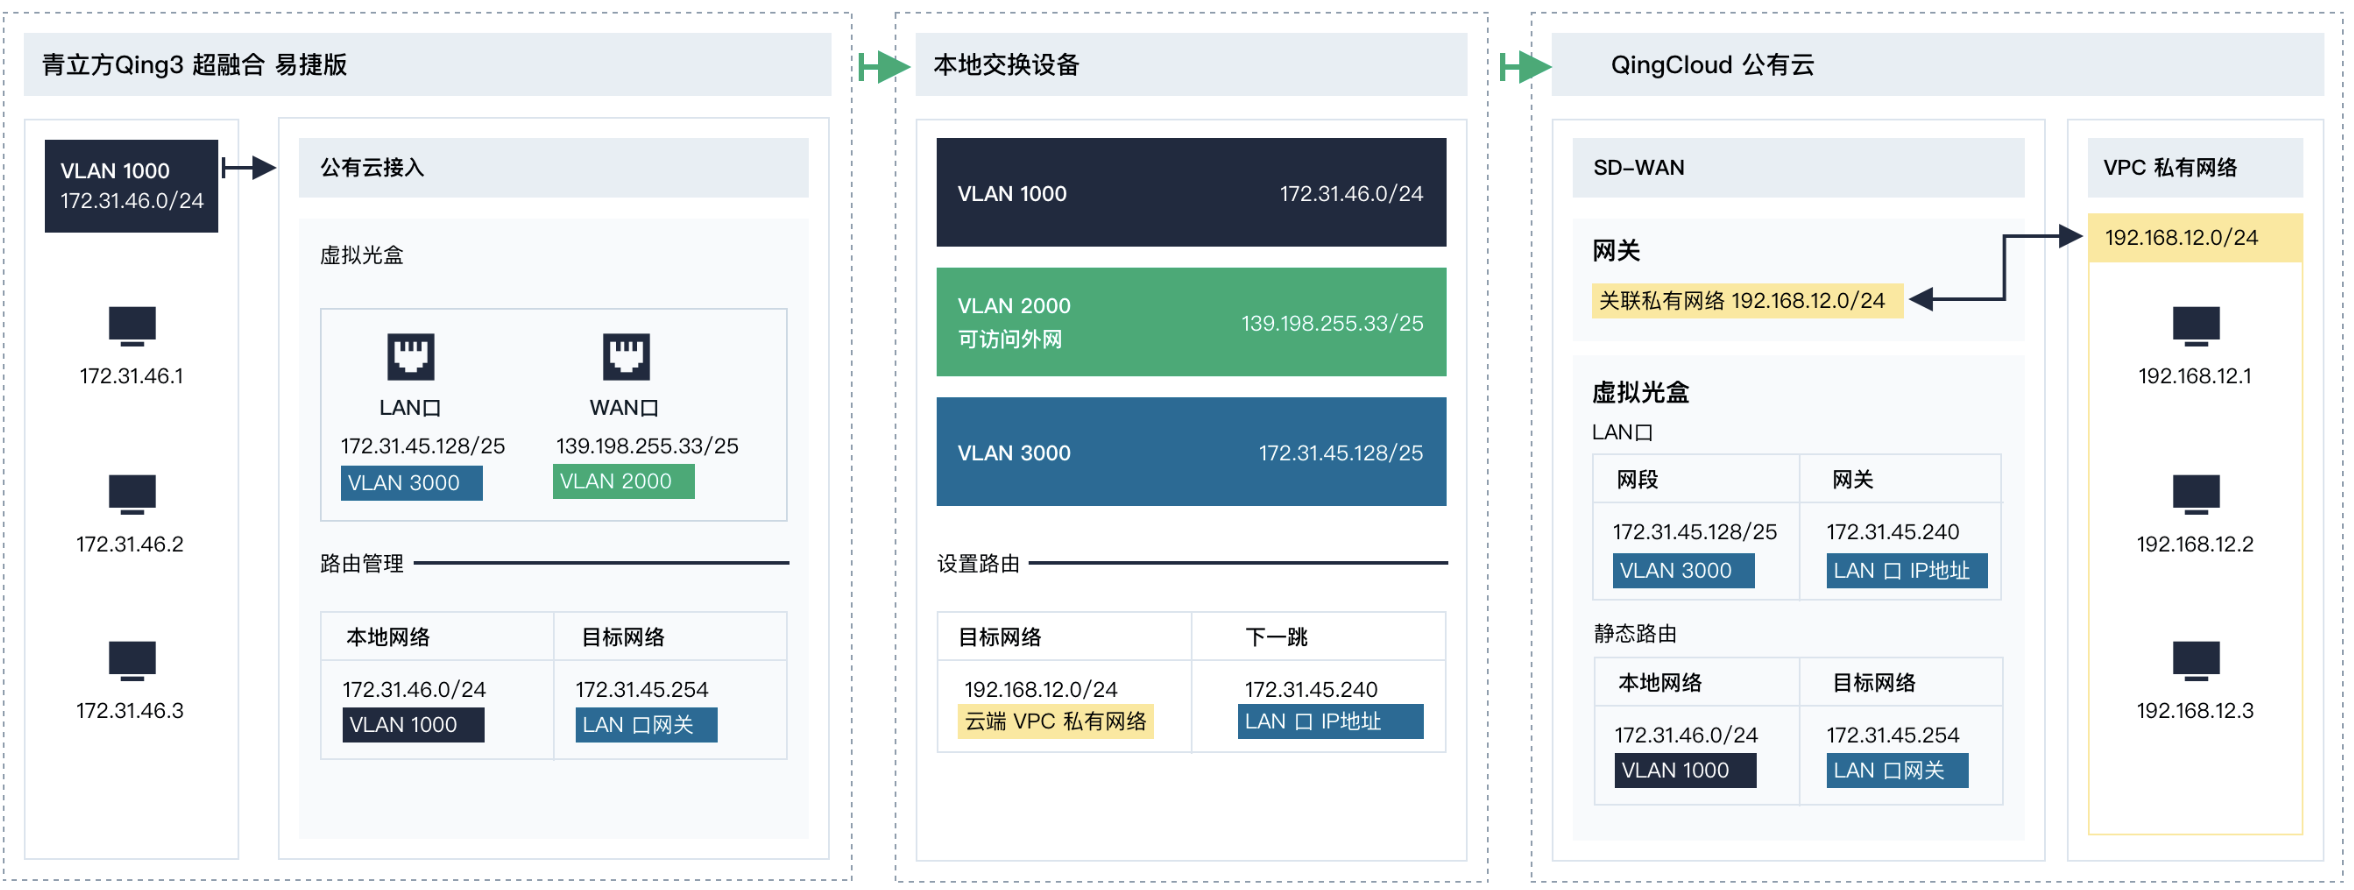 青立方Qing3 超融合 易捷版
VLAN 1000
172.31.46.0/24
172.31.46.1
172.31.46.2
172.31.46.3
公有云接入
虚拟光盒
LAN口
172.31.45.128/25
VLAN 3000
WAN口
139.198.255.33/25
VLAN 2000
路由管理
本地网络
目标网络
172.31.46.0/24
172.31.45.254
VLAN 1000
LAN 口网关
本地交换设备
VLAN 1000
172.31.46.0/24
VLAN 2000
可访问外网
139.198.255.33/25
VLAN 3000
172.31.45.128/25
设置路由
目标网络
下一跳
192.168.12.0/24
172.31.45.240
云端 VPC 私有网络
LAN 口 IP地址
QingCloud 公有云
SD-WAN
网关
关联私有网络 192.168.12.0/24
虚拟光盒
LAN口
网段
网关
172.31.45.128/25
172.31.45.240
VLAN 3000
LAN 口 IP地址
静态路由
本地网络
目标网络
172.31.46.0/24
172.31.45.254
VLAN 1000
LAN 口网关
VPC 私有网络
192.168.12.0/24
192.168.12.1
192.168.12.2
192.168.12.3